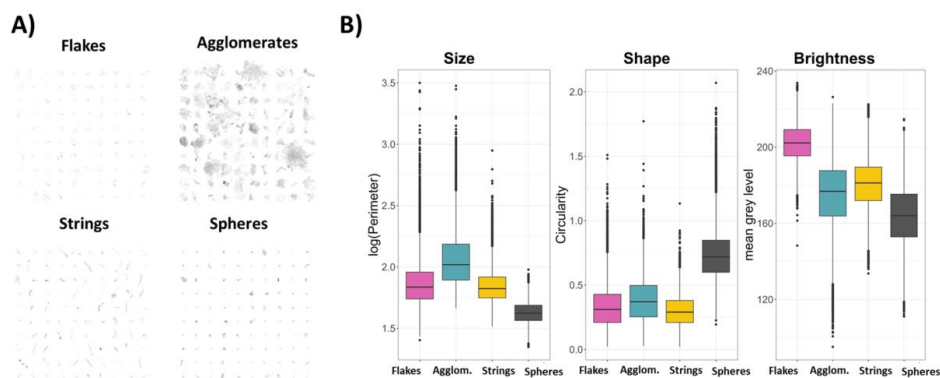 A)
Flakes
Agglomerates
Strings
Spheres
B)
Size
log(Perimeter)
3.5
3.0
2.5
2.0
1.5
Flakes Agglom. Strings Spheres
Shape
Circularity
2.0
1.5
1.0
0.5
0.0
Flakes Agglom. Strings Spheres
Brightness
mean grey level
240
200
160
120
Flakes Agglom. Strings Spheres